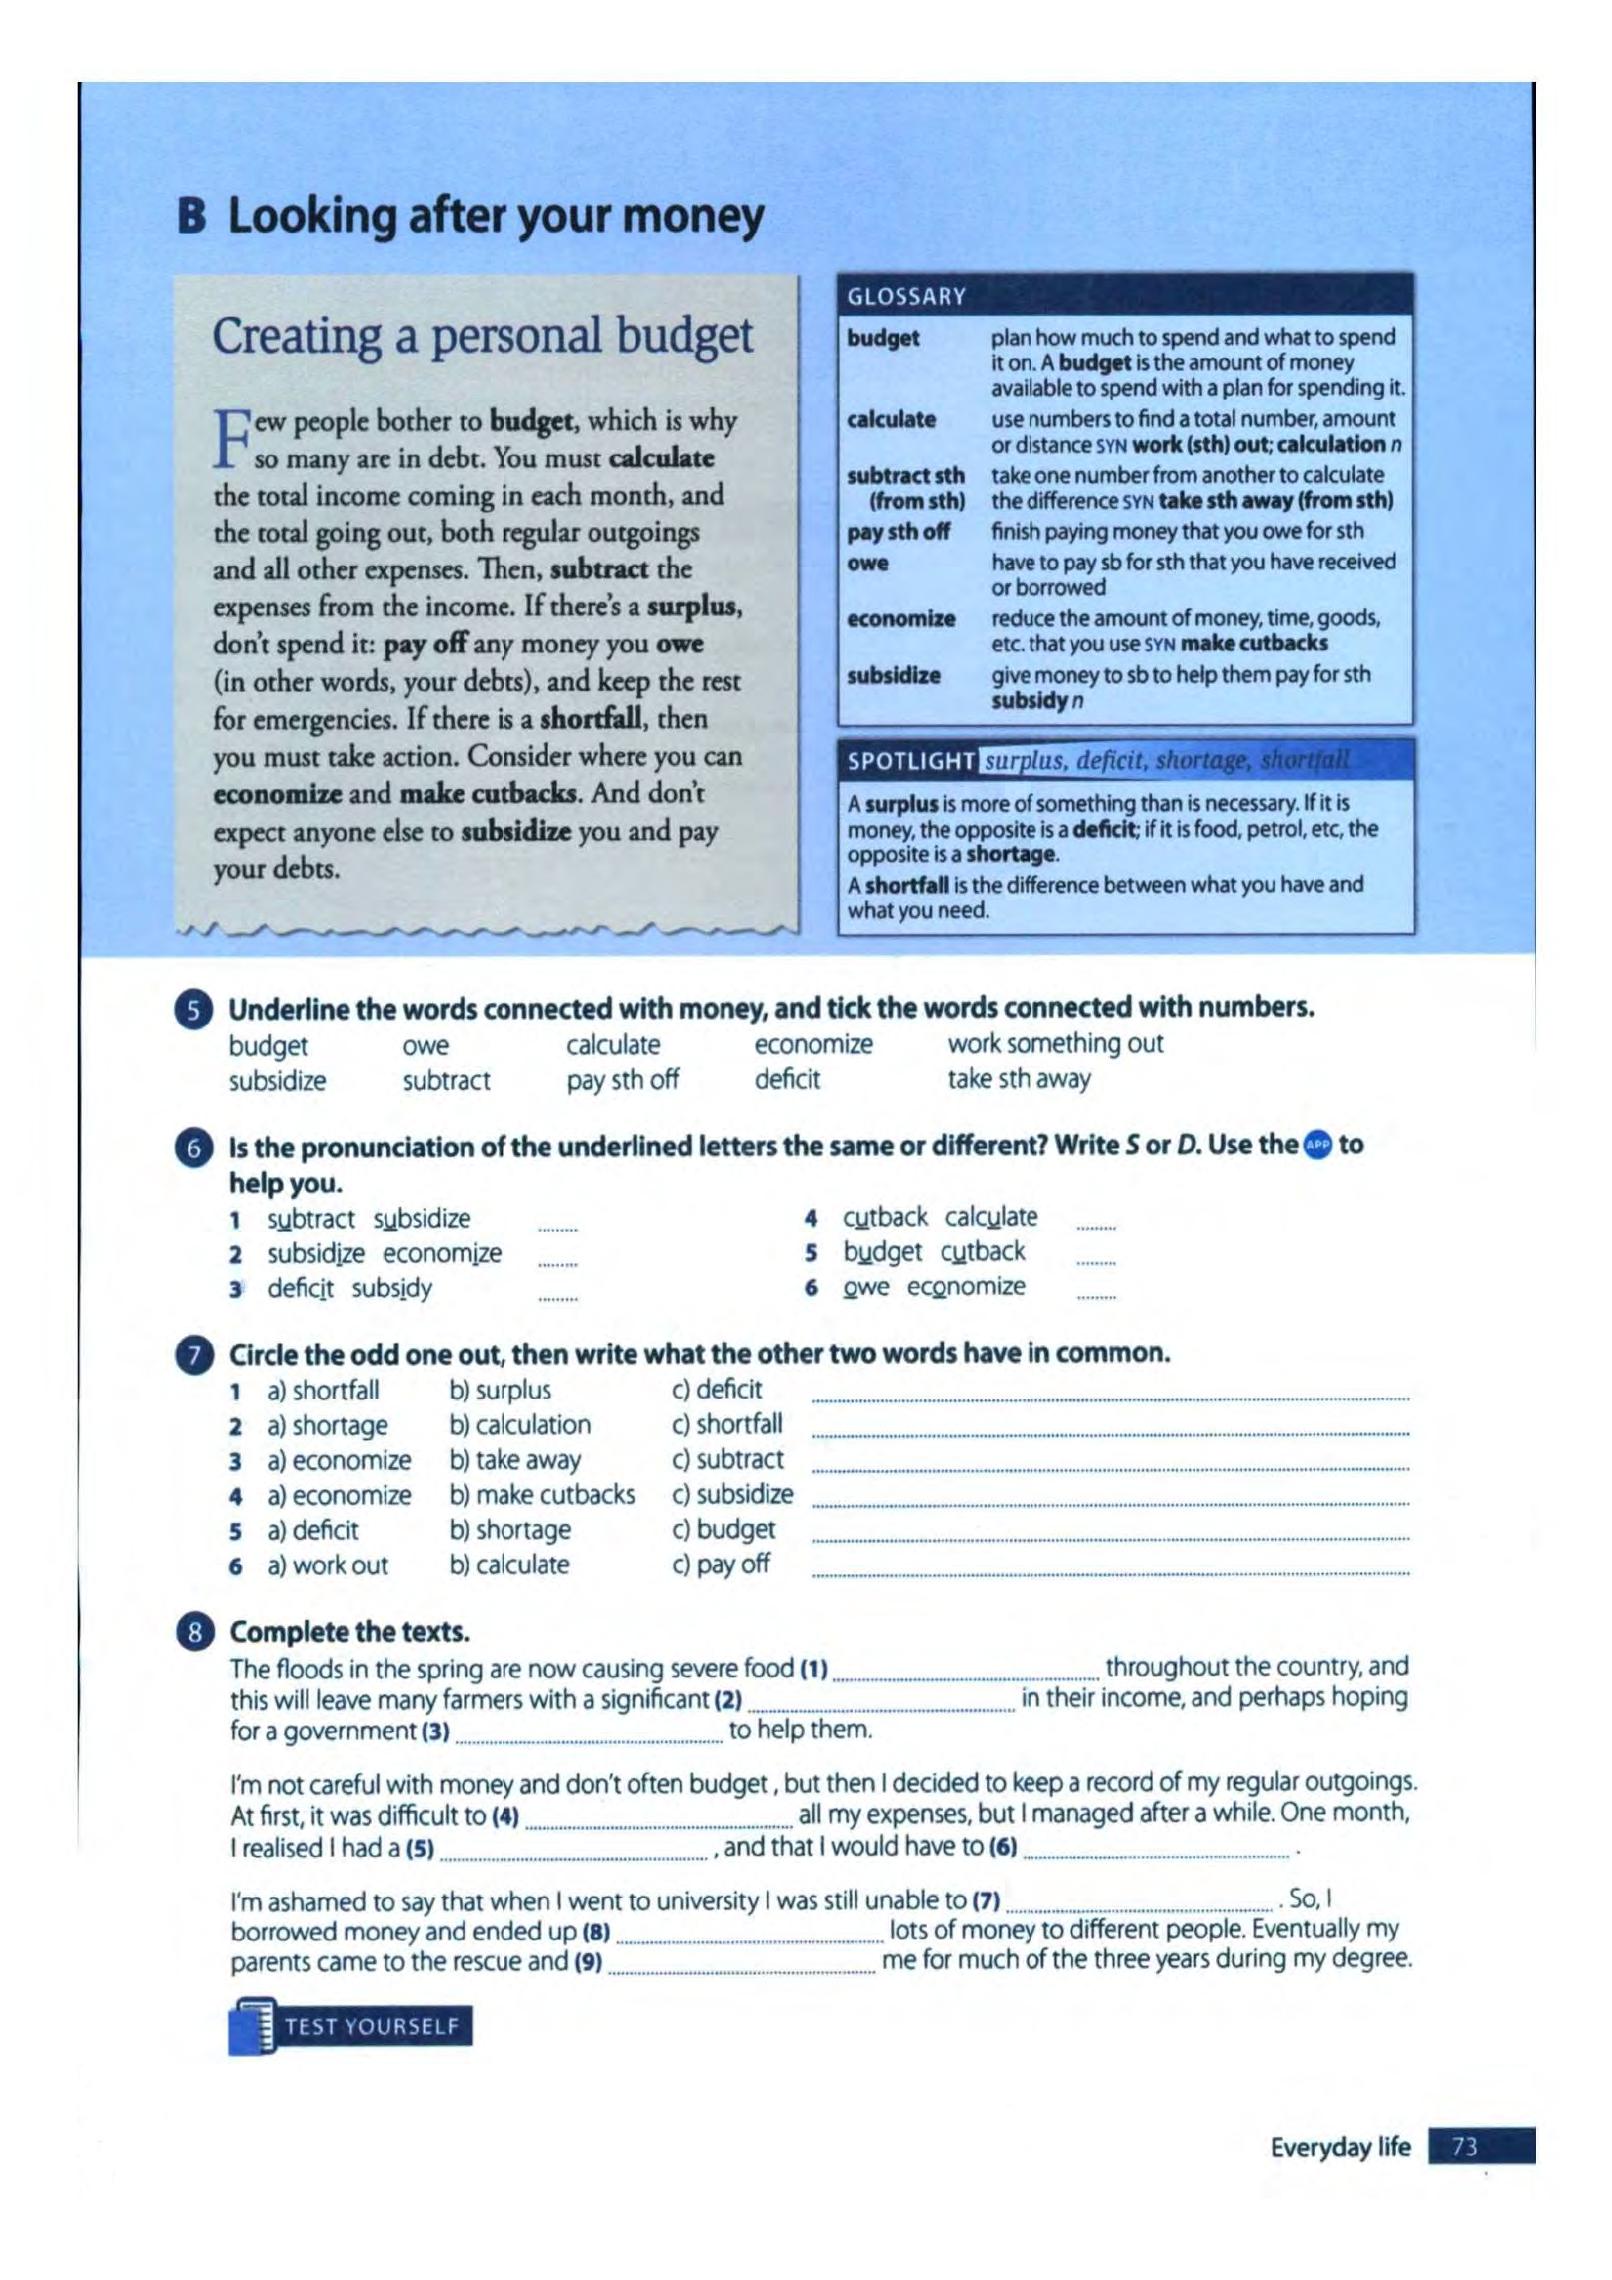 B Looking after your money
Creating a personal budget
Few people bother to budget, which is why
so many are in debt. You must calculate
the total income coming in each month, and
the total going out, both regular outgoings
and all other expenses. Then, subtract the
expenses from the income. If there's a surplus,
don't spend it: pay off any money you owe
(in other words, your debts), and keep the rest
for emergencies. If there is a shortfall, then
you must take action. Consider where you can
economize and make cutbacks. And don't
expect anyone else to subsidize you and pay
your debts.
GLOSSARY
budget plan how much to spend and what to spend
it on. A budget is the amount of money
available to spend with a plan for spending it.
calculate use numbers to find a total number, amount
or distance SYN work (sth) out; calculation n
subtract sth take one number from another to calculate
(from sth) the difference SYN take sth away (from sth)
pay sth off finish paying money that you owe for sth
owe have to pay sb for sth that you have received
or borrowed
economize reduce the amount of money, time, goods,
etc. that you use SYN make cutbacks
subsidize give money to sb to help them pay for sth
subsidy n
SPOTLIGHT surplus, deficit, shortage, shortfall
A surplus is more of something than is necessary. If it is
money, the opposite is a deficit; if it is food, petrol, etc, the
opposite is a shortage.
A shortfall is the difference between what you have and
what you need.
5 Underline the words connected with money, and tick the words connected with numbers.
budget owe calculate economize work something out
subsidize subtract pay sth off deficit take sth away
6 Is the pronunciation of the underlined letters the same or different? Write S or D. Use the APP to
help you.
1 subtract subsidize ........
2 subsidize economize ........
3 deficit subsidy ........
4 cutback calculate ........
5 budget cutback ........
6 owe economize ........
7 Circle the odd one out, then write what the other two words have in common.
1 a) shortfall b) surplus c) deficit
2 a) shortage b) calculation c) shortfall
3 a) economize b) take away c) subtract
4 a) economize b) make cutbacks c) subsidize
5 a) deficit b) shortage c) budget
6 a) work out b) calculate c) pay off
8 Complete the texts.
The floods in the spring are now causing severe food (1) ........ throughout the country, and
this will leave many farmers with a significant (2) ........ in their income, and perhaps hoping
for a government (3) ........ to help them.
I'm not careful with money and don't often budget, but then I decided to keep a record of my regular outgoings.
At first, it was difficult to (4) ........ all my expenses, but I managed after a while. One month,
I realised I had a (5) ........, and that I would have to (6) ........ .
I'm ashamed to say that when I went to university I was still unable to (7) ........ . So, I
borrowed money and ended up (8) ........ lots of money to different people. Eventually my
parents came to the rescue and (9) ........ me for much of the three years during my degree.
TEST YOURSELF
Everyday life 73